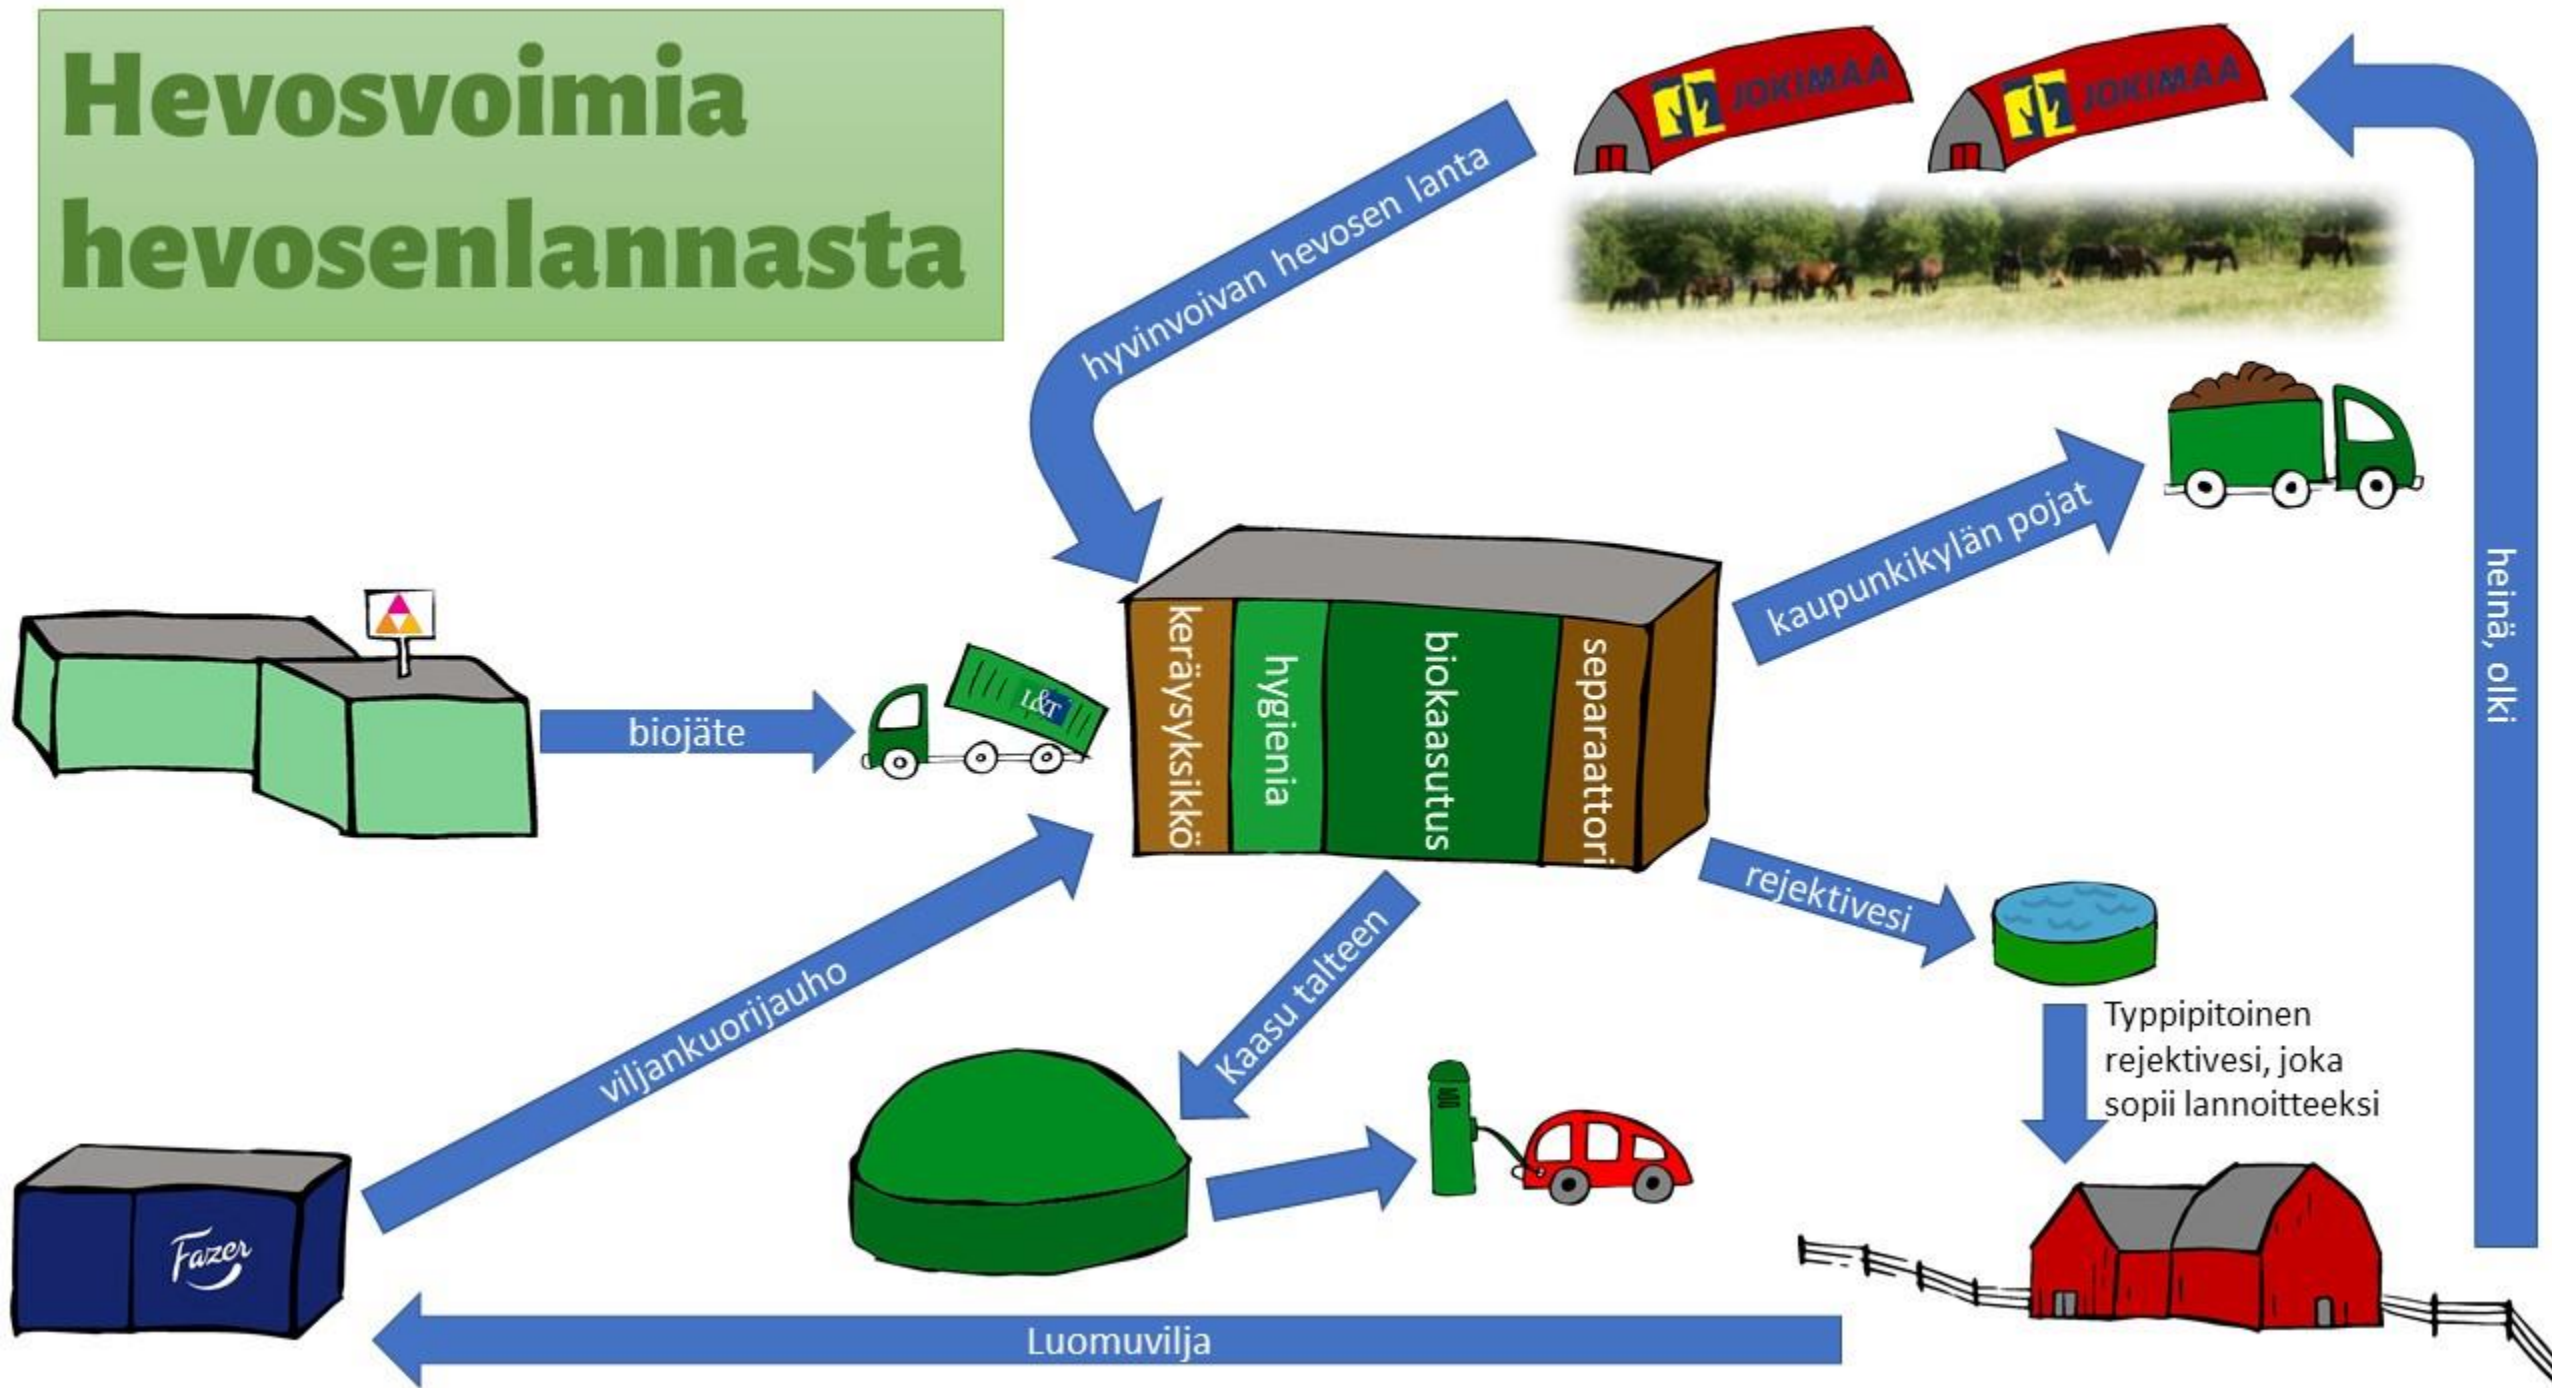 Hevosvoimia
hevosenlannasta
JOKIMAA
JOKIMAA
hyvinvoivan hevosen lanta
kaupunkikylän pojat
heinä, olki
biojäte
L&T
keräysyksikkö
hygienia
biokaasutus
separaattori
rejektivesi
viljankuorijauho
Kaasu talteen
Typpipitoinen
rejektivesi, joka
sopii lannoitteeksi
Fazer
Luomuvilja